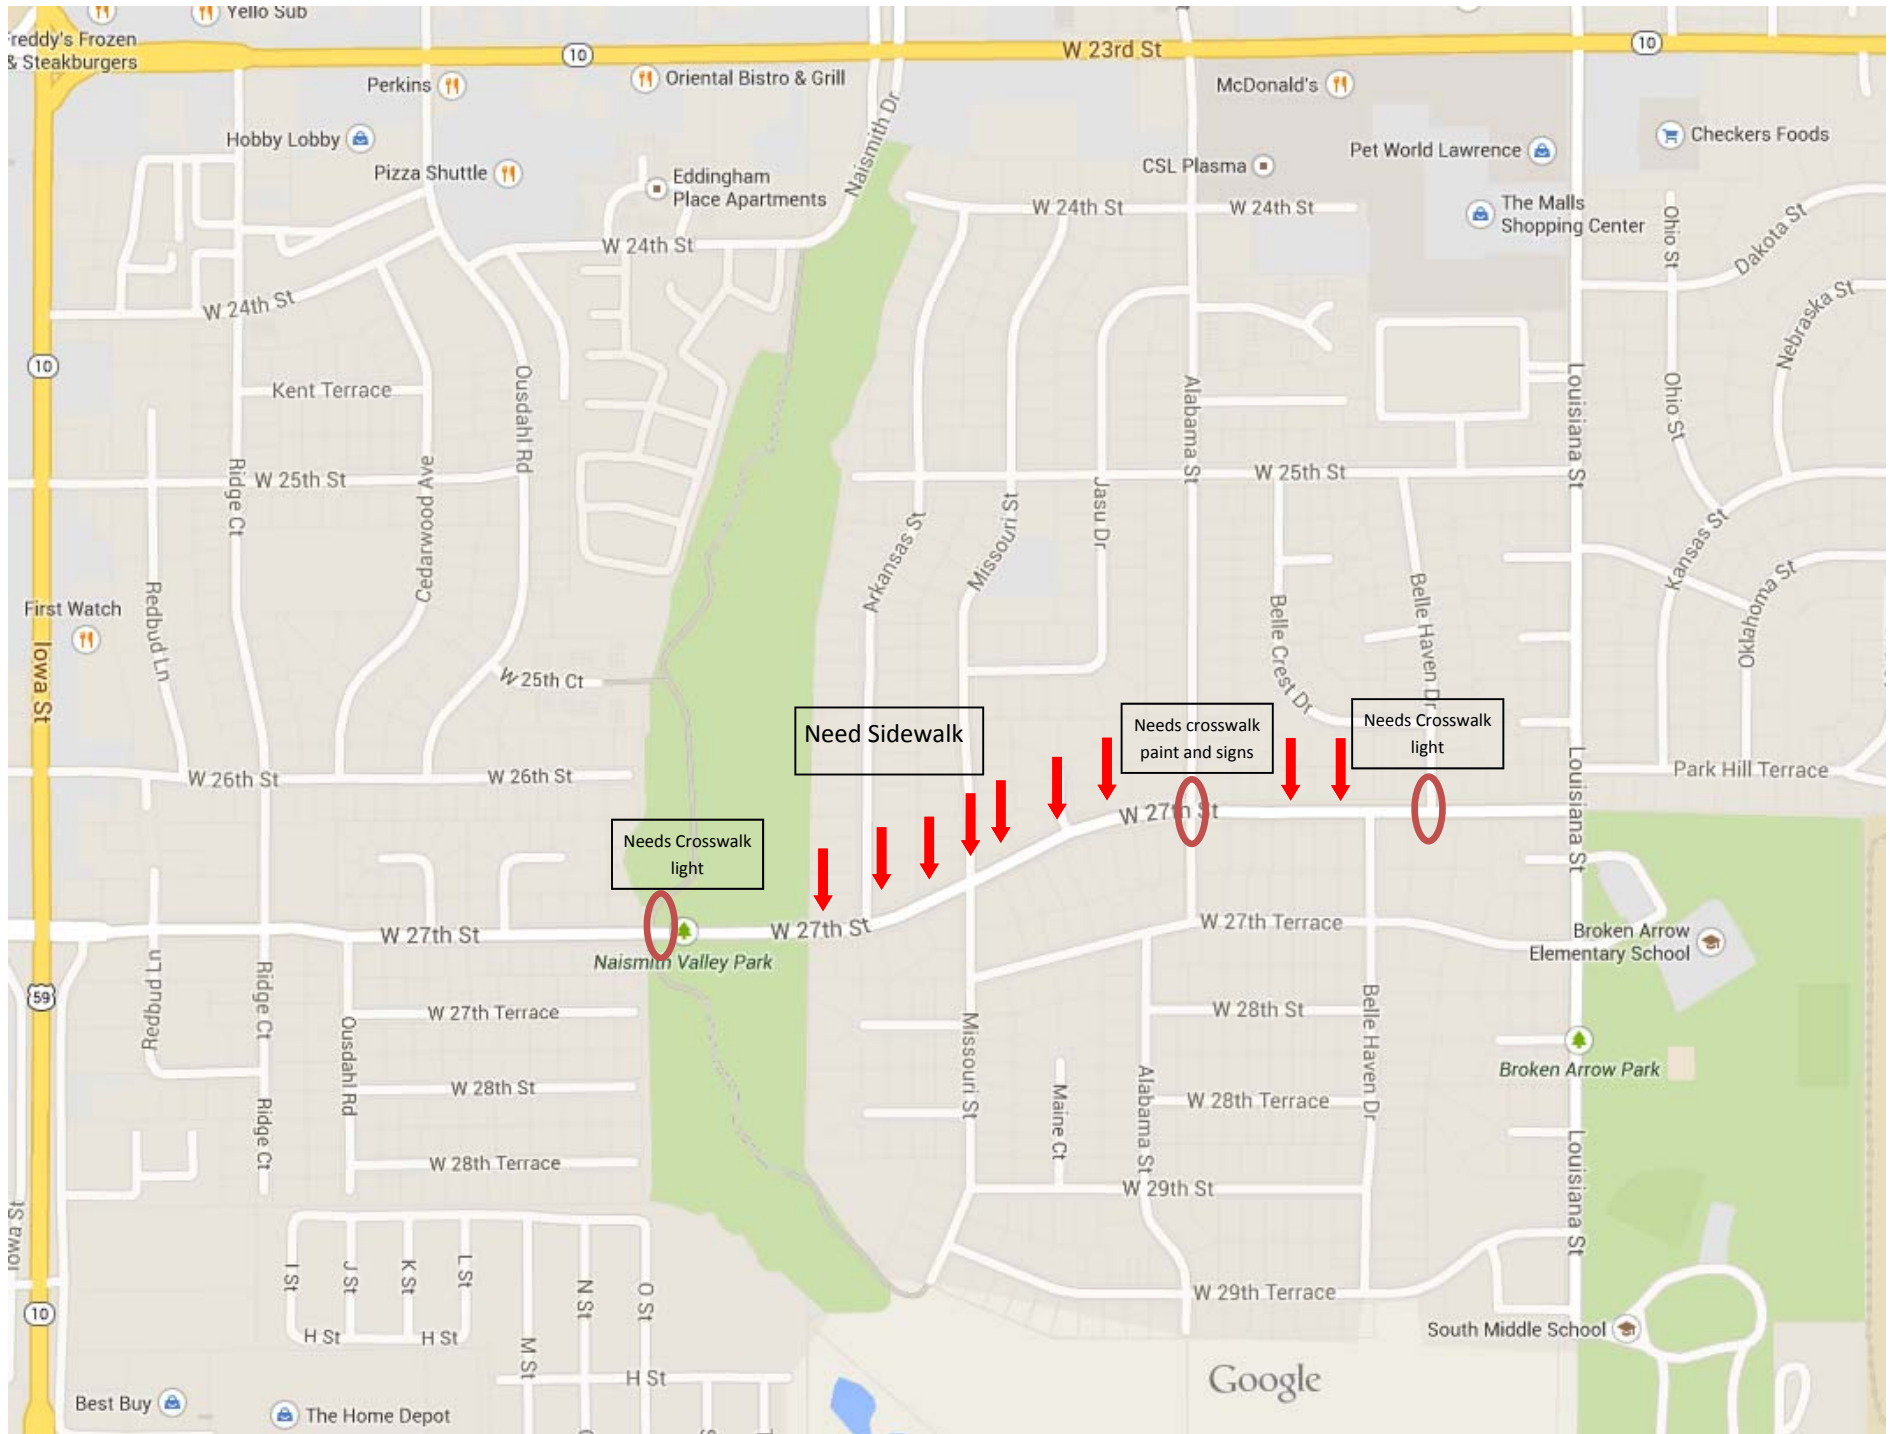 Yello Sub
Freddy's Frozen
& Steakburgers
10
W 23rd St
10
Perkins
Oriental Bistro & Grill
McDonald's
Naismith Dr
Hobby Lobby
Pizza Shuttle
Eddingham
Place Apartments
CSL Plasma
Pet World Lawrence
Checkers Foods
The Malls
Shopping Center
W 24th St
W 24th St
W 24th St
W 24th St
Ohio St
Dakota St
Nebraska St
10
Kent Terrace
Ousdahl Rd
Alabama St
Louisiana St
Ohio St
Ridge Ct
W 25th St
Cedarwood Ave
W 25th St
Jasu Dr
Arkansas St
Missouri St
Kansas St
Oklahoma St
First Watch
Redbud Ln
Iowa St
W 25th Ct
Belle Crest Dr
Belle Haven Dr
Need Sidewalk
Needs crosswalk
paint and signs
Needs Crosswalk
light
W 26th St
W 26th St
W 27th St
Louisiana St
Park Hill Terrace
Needs Crosswalk
light
W 27th St
W 27th St
W 27th Terrace
Broken Arrow
Elementary School
Naismith Valley Park
59
Redbud Ln
Ridge Ct
Ousdahl Rd
W 27th Terrace
W 28th St
Missouri St
Maine Ct
Alabama St
W 28th St
Belle Haven Dr
Broken Arrow Park
W 28th Terrace
Ridge Ct
W 28th Terrace
W 29th St
Louisiana St
Iowa St
I St
J St
K St
L St
N St
O St
W 29th Terrace
10
H St
H St
M St
H St
South Middle School
Google
Best Buy
The Home Depot